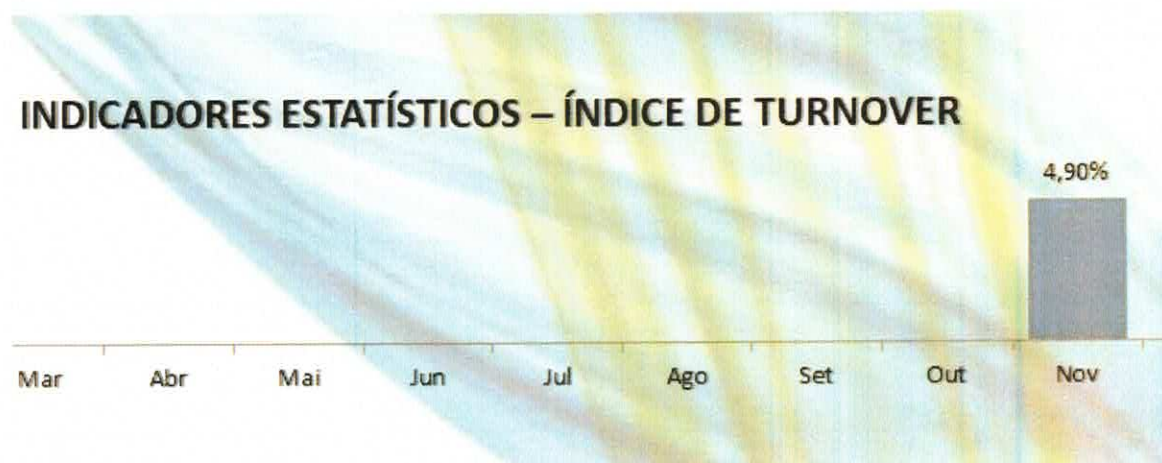 INDICADORES ESTATÍSTICOS – ÍNDICE DE TURNOVER
4,90%
Mar Abr Mai Jun Jul Ago Set Out Nov